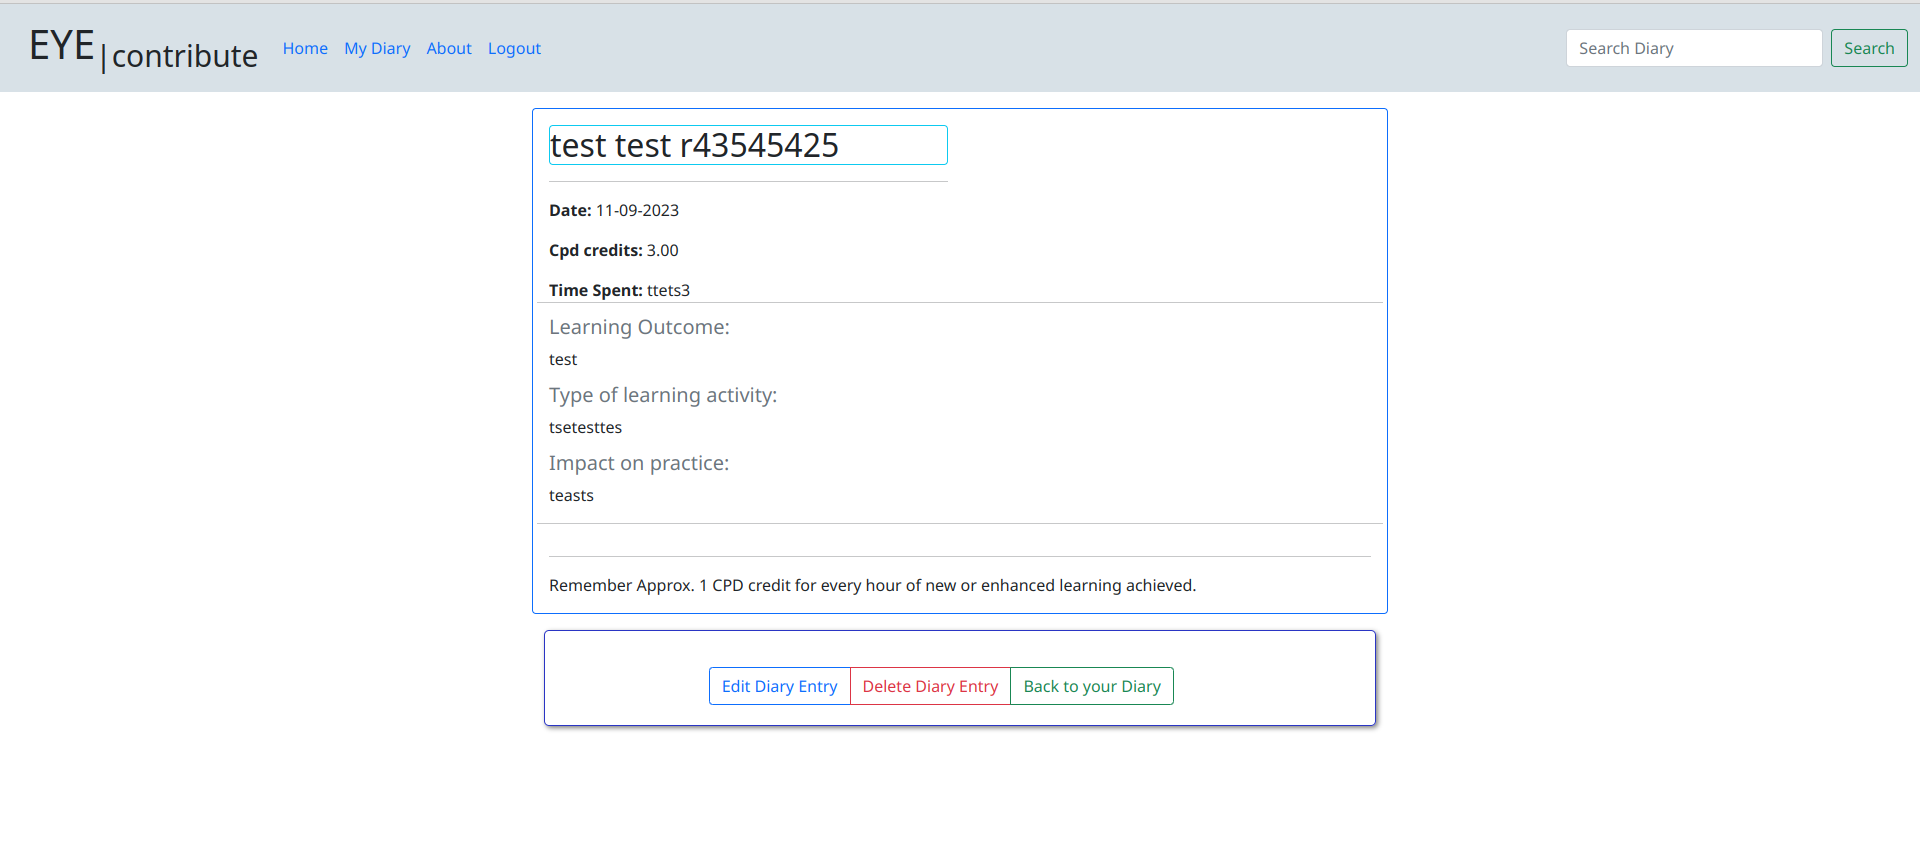 EYE|contribute Home My Diary About Logout Search Diary Search
test test r43545425
Date: 11-09-2023
Cpd credits: 3.00
Time Spent: ttets3
Learning Outcome:
test
Type of learning activity:
tsetesttes
Impact on practice:
teasts
Remember Approx. 1 CPD credit for every hour of new or enhanced learning achieved.
Edit Diary Entry Delete Diary Entry Back to your Diary